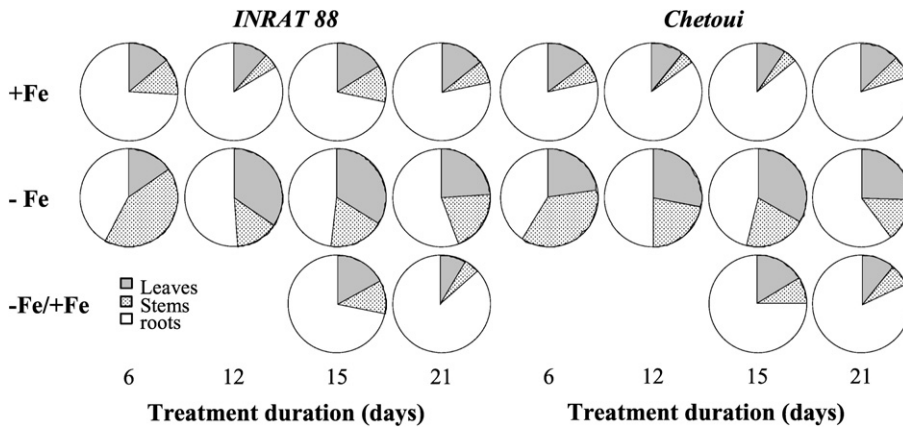 INRAT 88 Chetoui
+Fe
- Fe
-Fe/+Fe
Leaves
Stems
roots
6 12 15 21 6 12 15 21
Treatment duration (days) Treatment duration (days)